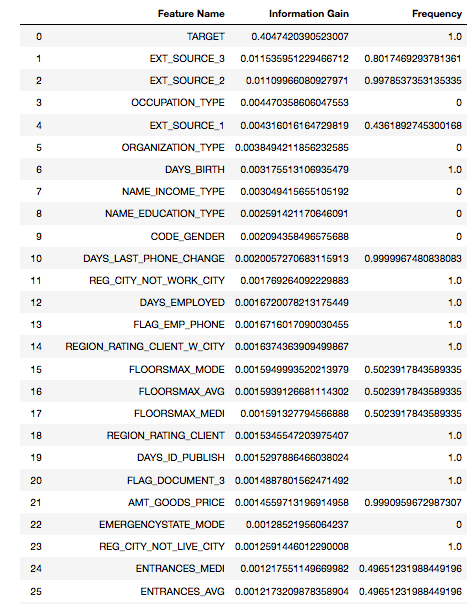 Feature Name Information Gain Frequency
0 TARGET 0.4047420390523007 1.0
1 EXT_SOURCE_3 0.011535951229466712 0.8017469293781361
2 EXT_SOURCE_2 0.01109966080927971 0.9978537353135335
3 OCCUPATION_TYPE 0.004470358606047553 0
4 EXT_SOURCE_1 0.004316016164729819 0.4361892745300168
5 ORGANIZATION_TYPE 0.0038494211856232585 0
6 DAYS_BIRTH 0.003175513106935479 1.0
7 NAME_INCOME_TYPE 0.003049415655105192 0
8 NAME_EDUCATION_TYPE 0.002591421170646091 0
9 CODE_GENDER 0.002094358496575688 0
10 DAYS_LAST_PHONE_CHANGE 0.0020057270683115913 0.9999967480838083
11 REG_CITY_NOT_WORK_CITY 0.001769264092229883 1.0
12 DAYS_EMPLOYED 0.0016720078213175449 1.0
13 FLAG_EMP_PHONE 0.0016716017090030455 1.0
14 REGION_RATING_CLIENT_W_CITY 0.0016374363909499867 1.0
15 FLOORSMAX_MODE 0.0015949993520213979 0.5023917843589335
16 FLOORSMAX_AVG 0.0015939126681114302 0.5023917843589335
17 FLOORSMAX_MEDI 0.001591327794566888 0.5023917843589335
18 REGION_RATING_CLIENT 0.0015345547203975407 1.0
19 DAYS_ID_PUBLISH 0.0015297886466038024 1.0
20 FLAG_DOCUMENT_3 0.0014887801562471492 1.0
21 AMT_GOODS_PRICE 0.0014559713196914958 0.9990959672987307
22 EMERGENCYSTATE_MODE 0.00128521956064237 0
23 REG_CITY_NOT_LIVE_CITY 0.0012591446012290008 1.0
24 ENTRANCES_MEDI 0.001217551149669982 0.49651231988449196
25 ENTRANCES_AVG 0.0012173209878358904 0.49651231988449196